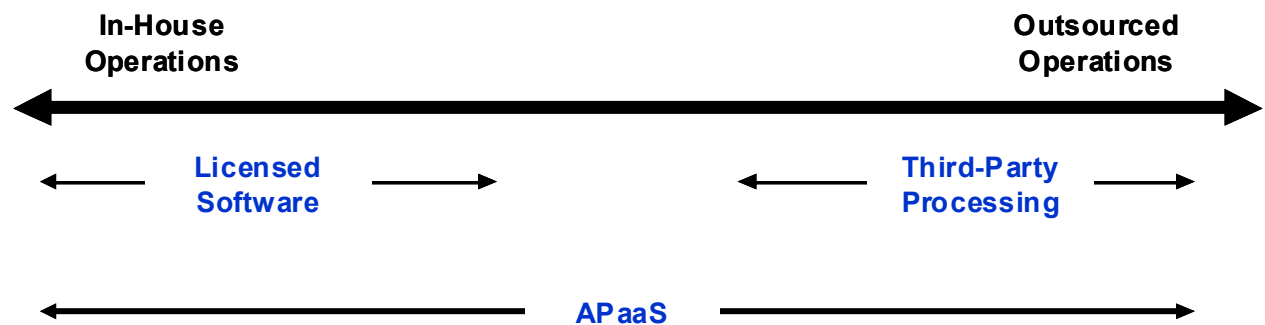 In-House
Operations
Outsourced
Operations
Licensed
Software
Third-Party
Processing
APaaS